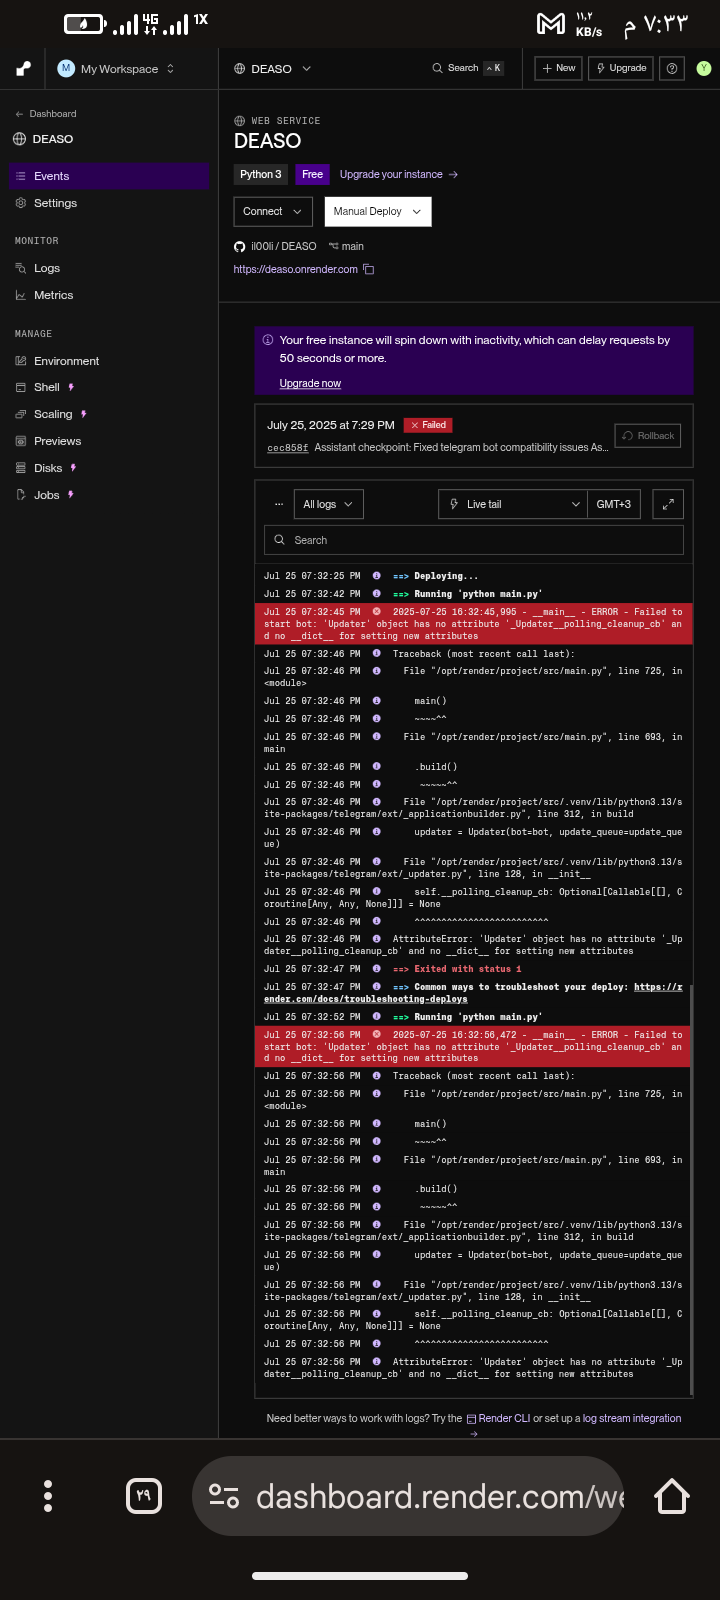 4G
1X
١١,٢
KB/s
٧:٣٣ م
M My Workspace
DEASO
Search
K
+ New
Upgrade
Y
← Dashboard
DEASO
Events
Settings
MONITOR
Logs
Metrics
MANAGE
Environment
Shell
Scaling
Previews
Disks
Jobs
WEB SERVICE
DEASO
Python 3
Free
Upgrade your instance →
Connect
Manual Deploy
il00li / DEASO
main
https://deaso.onrender.com
Your free instance will spin down with inactivity, which can delay requests by
50 seconds or more.
Upgrade now
July 25, 2025 at 7:29 PM
Failed
cec858f Assistant checkpoint: Fixed telegram bot compatibility issues As...
Rollback
...
All logs
Live tail
GMT+3
Search
Jul 25 07:32:25 PM ==> Deploying...
Jul 25 07:32:42 PM ==> Running 'python main.py'
Jul 25 07:32:45 PM 2025-07-25 16:32:45,995 - __main__ - ERROR - Failed to
start bot: 'Updater' object has no attribute '_Updater__polling_cleanup_cb' an
d no __dict__ for setting new attributes
Jul 25 07:32:46 PM Traceback (most recent call last):
Jul 25 07:32:46 PM File "/opt/render/project/src/main.py", line 725, in
<module>
Jul 25 07:32:46 PM main()
Jul 25 07:32:46 PM ~~~~^^
Jul 25 07:32:46 PM File "/opt/render/project/src/main.py", line 693, in
main
Jul 25 07:32:46 PM .build()
Jul 25 07:32:46 PM ~~~~~^^
Jul 25 07:32:46 PM File "/opt/render/project/src/.venv/lib/python3.13/s
ite-packages/telegram/ext/_applicationbuilder.py", line 312, in build
Jul 25 07:32:46 PM updater = Updater(bot=bot, update_queue=update_que
ue)
Jul 25 07:32:46 PM File "/opt/render/project/src/.venv/lib/python3.13/s
ite-packages/telegram/ext/_updater.py", line 128, in __init__
Jul 25 07:32:46 PM self.__polling_cleanup_cb: Optional[Callable[[], C
oroutine[Any, Any, None]]] = None
Jul 25 07:32:46 PM ^^^^^^^^^^^^^^^^^^^^^^^^^
Jul 25 07:32:46 PM AttributeError: 'Updater' object has no attribute '_Up
dater__polling_cleanup_cb' and no __dict__ for setting new attributes
Jul 25 07:32:47 PM ==> Exited with status 1
Jul 25 07:32:47 PM ==> Common ways to troubleshoot your deploy: https://r
ender.com/docs/troubleshooting-deploys
Jul 25 07:32:52 PM ==> Running 'python main.py'
Jul 25 07:32:56 PM 2025-07-25 16:32:56,472 - __main__ - ERROR - Failed to
start bot: 'Updater' object has no attribute '_Updater__polling_cleanup_cb' an
d no __dict__ for setting new attributes
Jul 25 07:32:56 PM Traceback (most recent call last):
Jul 25 07:32:56 PM File "/opt/render/project/src/main.py", line 725, in
<module>
Jul 25 07:32:56 PM main()
Jul 25 07:32:56 PM ~~~~^^
Jul 25 07:32:56 PM File "/opt/render/project/src/main.py", line 693, in
main
Jul 25 07:32:56 PM .build()
Jul 25 07:32:56 PM ~~~~~^^
Jul 25 07:32:56 PM File "/opt/render/project/src/.venv/lib/python3.13/s
ite-packages/telegram/ext/_applicationbuilder.py", line 312, in build
Jul 25 07:32:56 PM updater = Updater(bot=bot, update_queue=update_que
ue)
Jul 25 07:32:56 PM File "/opt/render/project/src/.venv/lib/python3.13/s
ite-packages/telegram/ext/_updater.py", line 128, in __init__
Jul 25 07:32:56 PM self.__polling_cleanup_cb: Optional[Callable[[], C
oroutine[Any, Any, None]]] = None
Jul 25 07:32:56 PM ^^^^^^^^^^^^^^^^^^^^^^^^^
Jul 25 07:32:56 PM AttributeError: 'Updater' object has no attribute '_Up
dater__polling_cleanup_cb' and no __dict__ for setting new attributes
Need better ways to work with logs? Try the Render CLI or set up a log stream integration
→
٢٩
dashboard.render.com/we